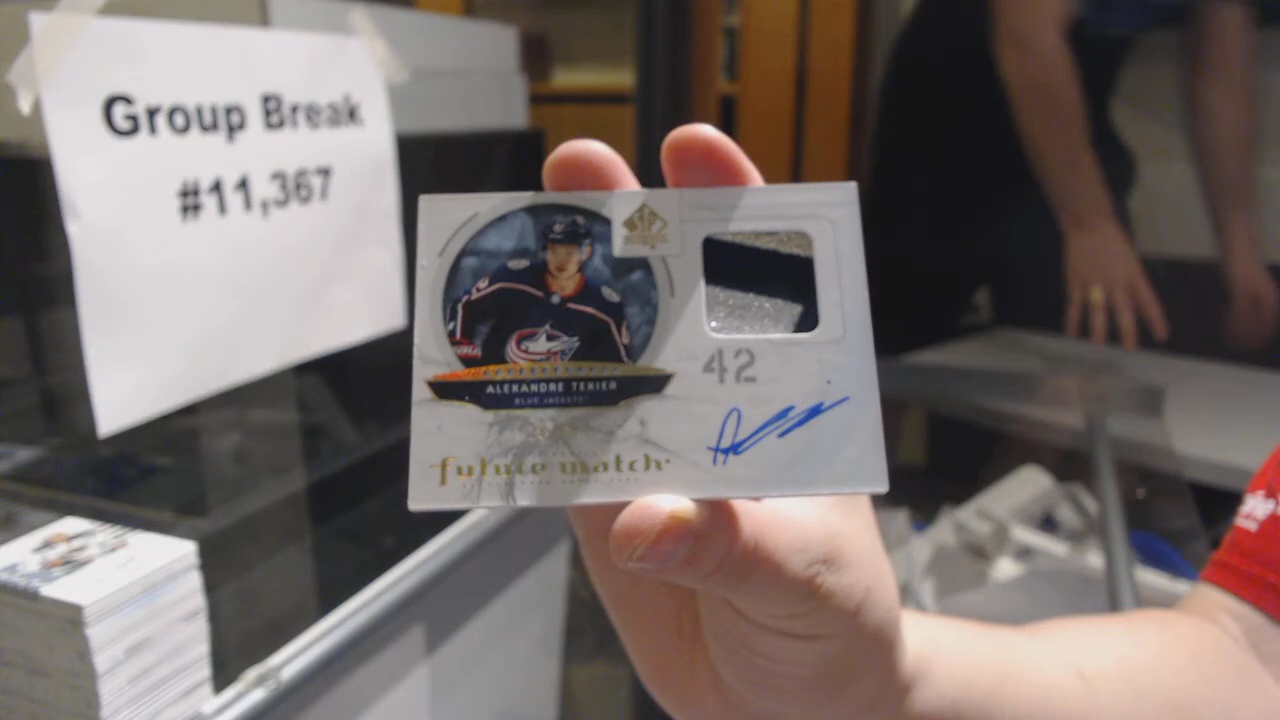 Group Break
#11,367
ALEXANDRE TEXIER
BLUE JACKETS
42
future watch